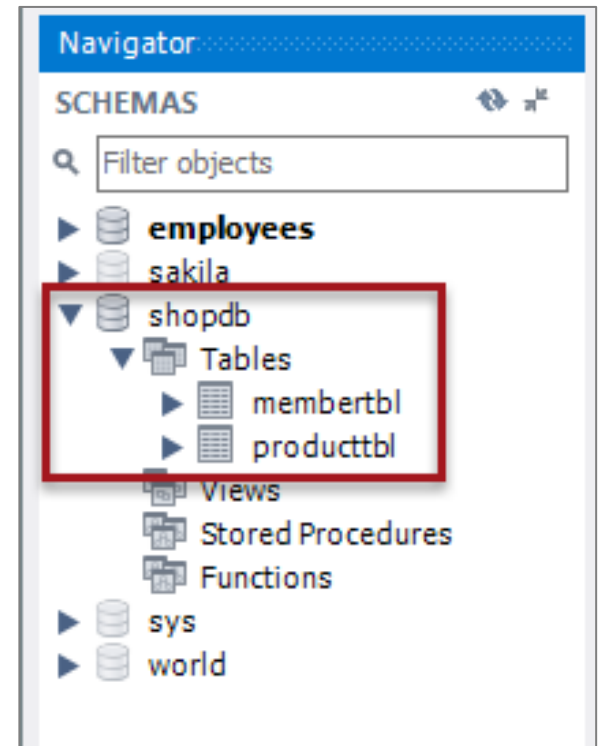 Navigator
SCHEMAS
Filter objects
employees
sakila
shopdb
Tables
membertbl
producttbl
Views
Stored Procedures
Functions
sys
world